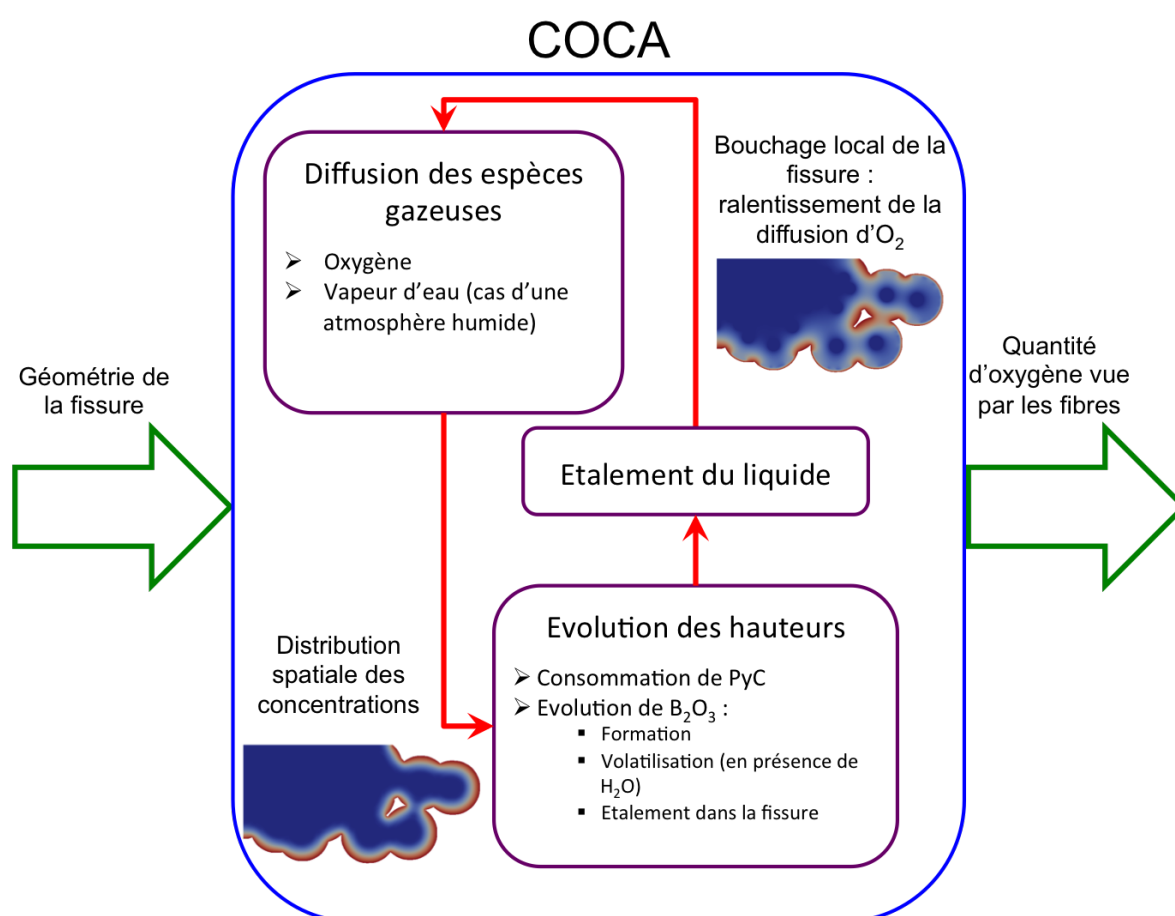 COCA
Diffusion des espèces
gazeuses
➢ Oxygène
➢ Vapeur d'eau (cas d'une
atmosphère humide)
Bouchage local de la
fissure :
ralentissement de la
diffusion d'O₂
Géométrie de
la fissure
Quantité
d'oxygène vue
par les fibres
Etalement du liquide
Distribution
spatiale des
concentrations
Evolution des hauteurs
➢ Consommation de PyC
➢ Evolution de B₂O₃ :
▪ Formation
▪ Volatilisation (en présence de
H₂O)
▪ Etalement dans la fissure